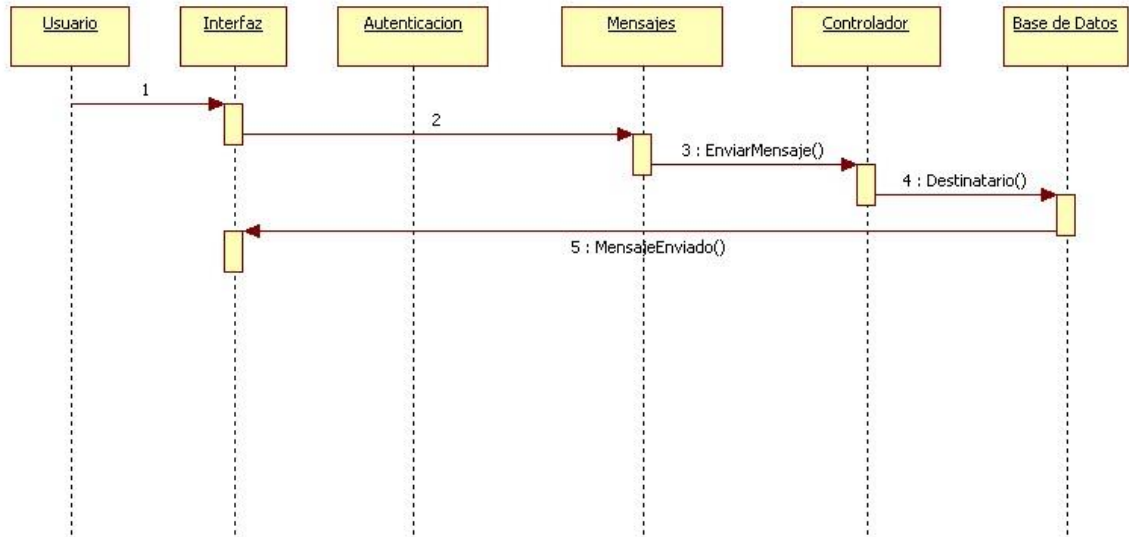 Usuario
Interfaz
Autenticacion
Mensajes
Controlador
Base de Datos
1
2
3 : EnviarMensaje()
4 : Destinatario()
5 : MensajeEnviado()